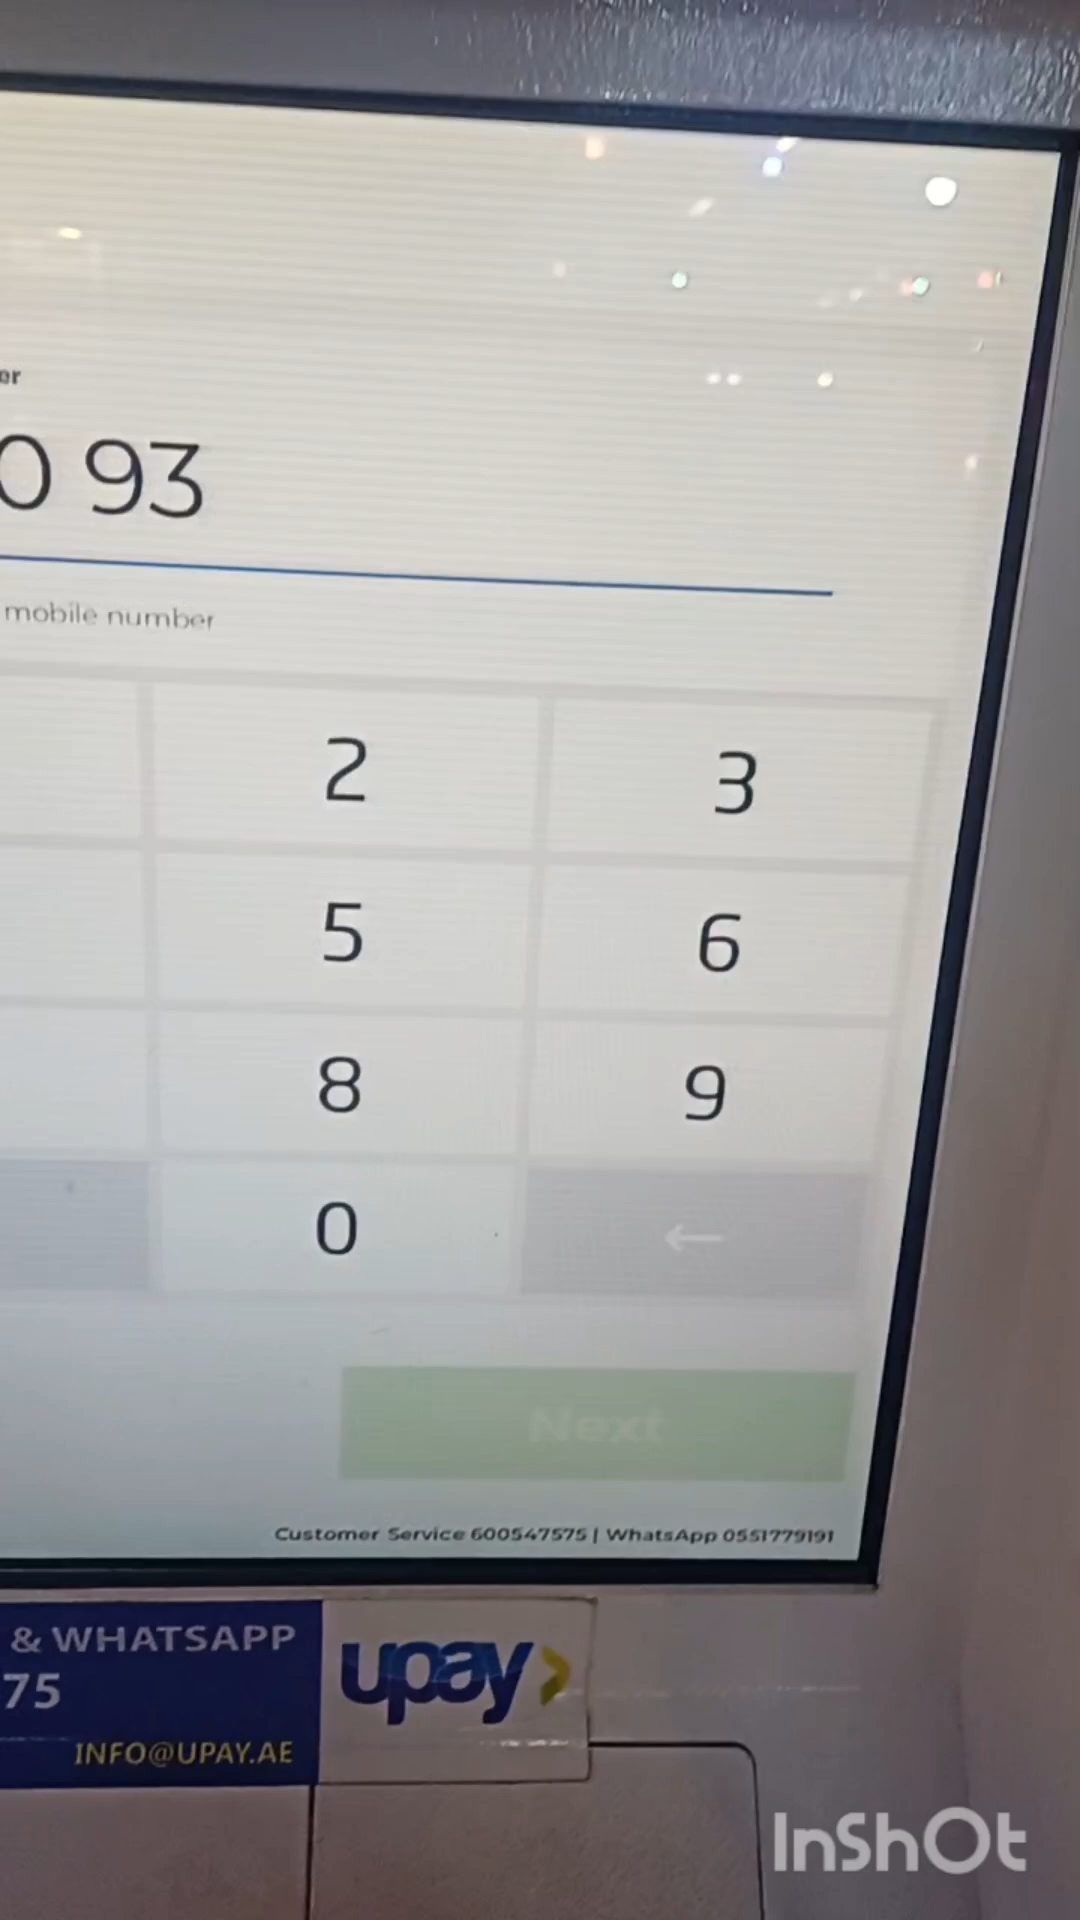 er
0 93
mobile number
2 3
5 6
8 9
0 ←
Next
Customer Service 600547575 | WhatsApp 0551779191
& WHATSAPP
75
INFO@UPAY.AE
upay
InShOt